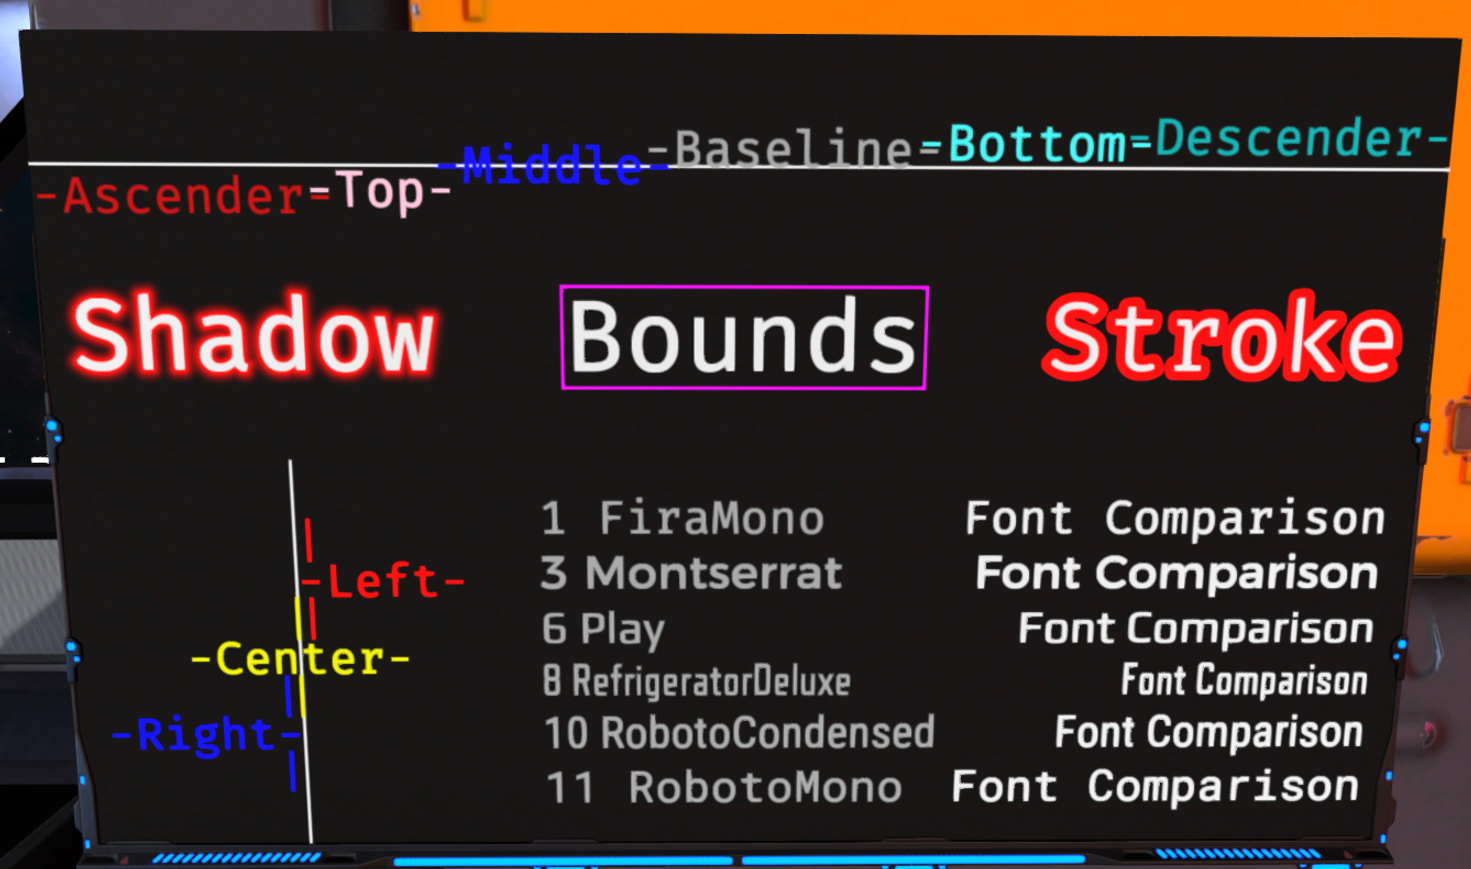 -Ascender=Top--Middle--Baseline=Bottom=Descender-
Shadow Bounds Stroke
-Left-
-Center-
-Right-
1 FiraMono Font Comparison
3 Montserrat Font Comparison
6 Play Font Comparison
8 RefrigeratorDeluxe Font Comparison
10 RobotoCondensed Font Comparison
11 RobotoMono Font Comparison